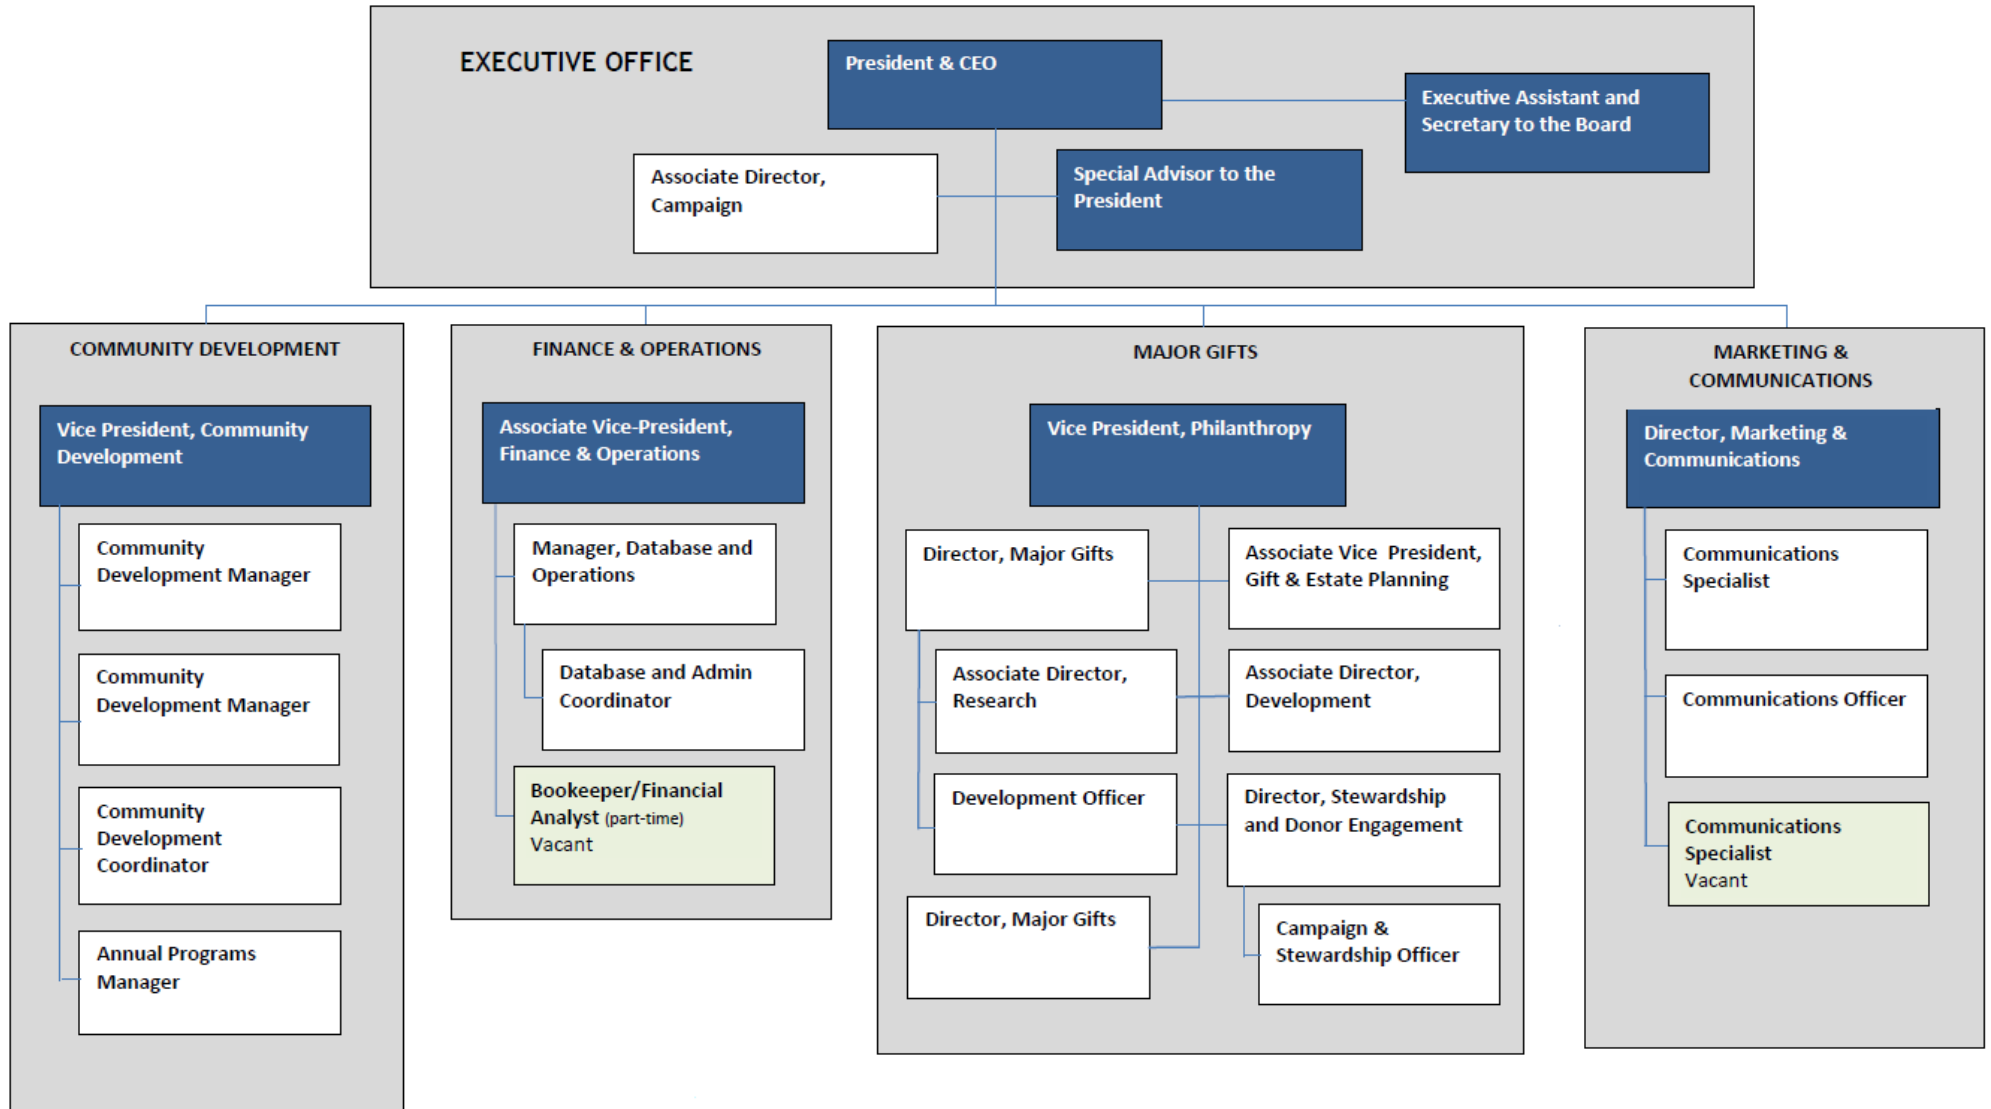 EXECUTIVE OFFICE
President & CEO
Executive Assistant and
Secretary to the Board
Associate Director,
Campaign
Special Advisor to the
President
COMMUNITY DEVELOPMENT
Vice President, Community
Development
Community
Development Manager
Community
Development Manager
Community
Development
Coordinator
Annual Programs
Manager
FINANCE & OPERATIONS
Associate Vice-President,
Finance & Operations
Manager, Database and
Operations
Database and Admin
Coordinator
Bookeeper/Financial
Analyst (part-time)
Vacant
MAJOR GIFTS
Vice President, Philanthropy
Director, Major Gifts
Associate Director,
Research
Development Officer
Director, Major Gifts
Associate Vice President,
Gift & Estate Planning
Associate Director,
Development
Director, Stewardship
and Donor Engagement
Campaign &
Stewardship Officer
MARKETING &
COMMUNICATIONS
Director, Marketing &
Communications
Communications
Specialist
Communications Officer
Communications
Specialist
Vacant